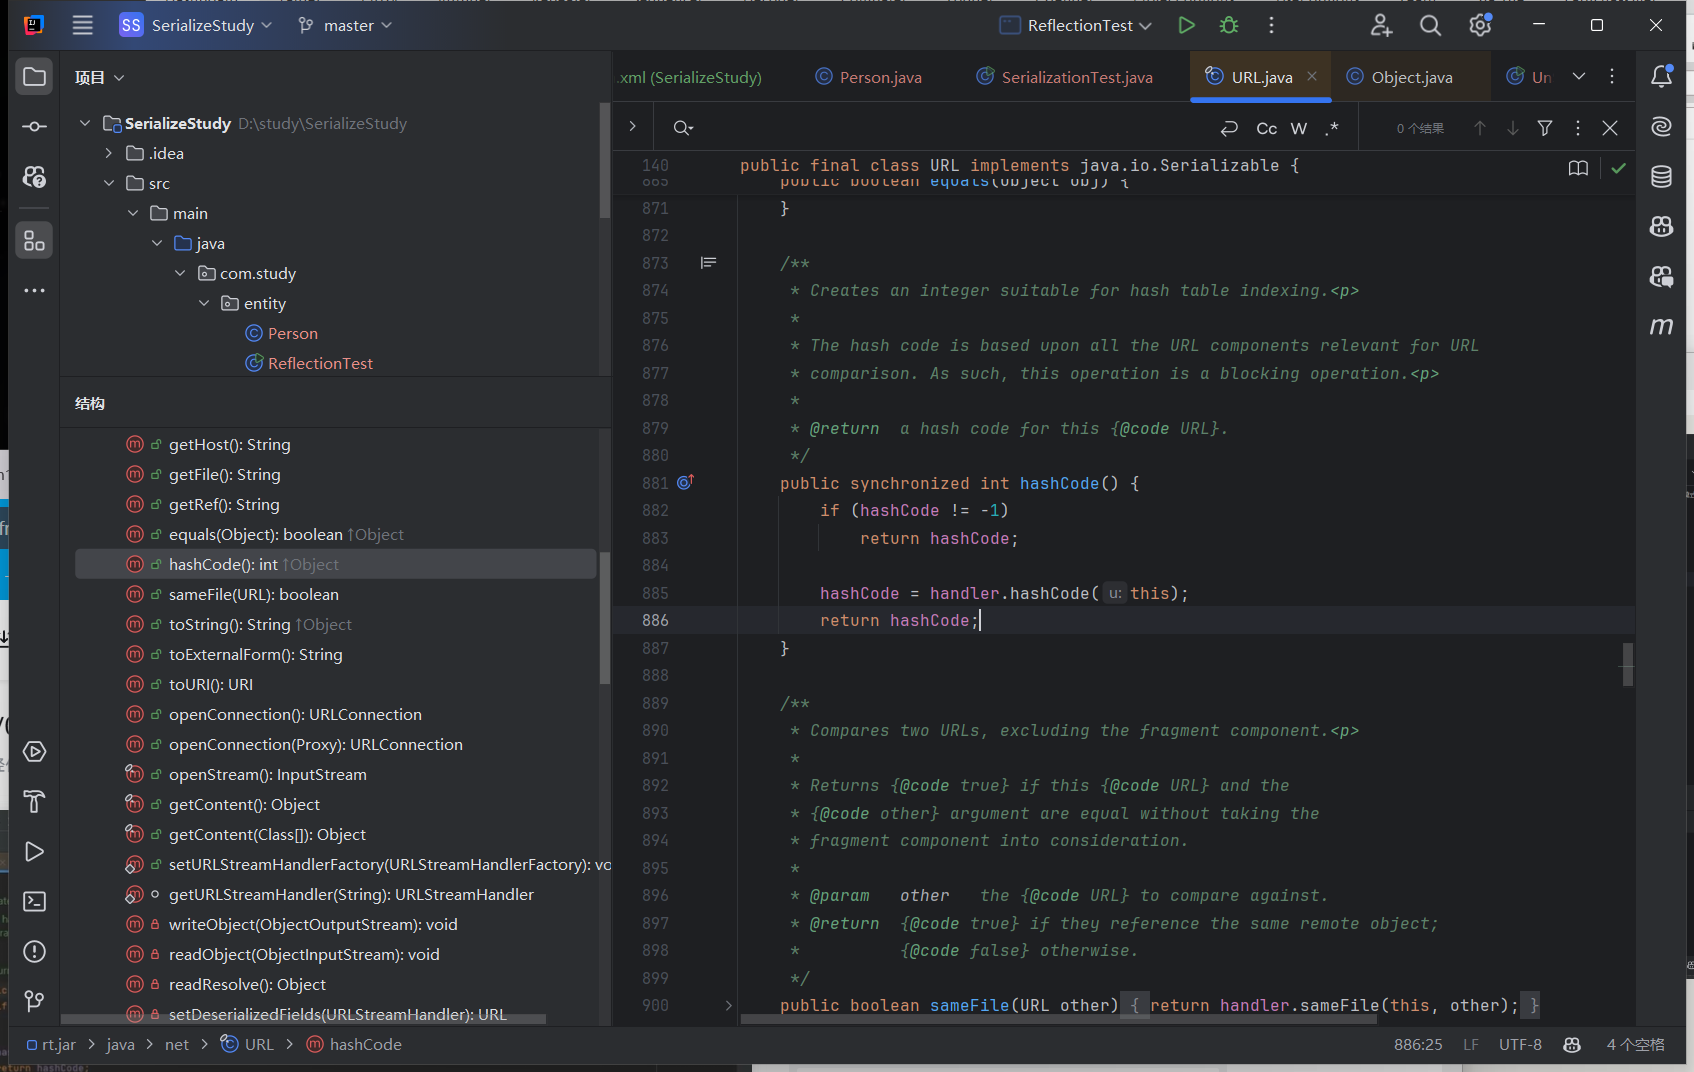 SS SerializeStudy master ReflectionTest
项目
.xml (SerializeStudy) Person.java SerializationTest.java URL.java Object.java Un
SerializeStudy D:\study\SerializeStudy
.idea
src
main
java
com.study
entity
Person
ReflectionTest
结构
getHost(): String
getFile(): String
getRef(): String
equals(Object): boolean ↑Object
hashCode(): int ↑Object
sameFile(URL): boolean
toString(): String ↑Object
toExternalForm(): String
toURI(): URI
openConnection(): URLConnection
openConnection(Proxy): URLConnection
openStream(): InputStream
getContent(): Object
getContent(Class[]): Object
setURLStreamHandlerFactory(URLStreamHandlerFactory): vo
getURLStreamHandler(String): URLStreamHandler
writeObject(ObjectOutputStream): void
readObject(ObjectInputStream): void
readResolve(): Object
setDeserializedFields(URLStreamHandler): URL
Cc W .* 0 个结果
140 public final class URL implements java.io.Serializable {
865 public boolean equals(Object obj) {
871 }
872
873 /**
874 * Creates an integer suitable for hash table indexing.<p>
875 *
876 * The hash code is based upon all the URL components relevant for URL
877 * comparison. As such, this operation is a blocking operation.<p>
878 *
879 * @return a hash code for this {@code URL}.
880 */
881 public synchronized int hashCode() {
882 if (hashCode != -1)
883 return hashCode;
884
885 hashCode = handler.hashCode( u: this);
886 return hashCode;
887 }
888
889 /**
890 * Compares two URLs, excluding the fragment component.<p>
891 *
892 * Returns {@code true} if this {@code URL} and the
893 * {@code other} argument are equal without taking the
894 * fragment component into consideration.
895 *
896 * @param other the {@code URL} to compare against.
897 * @return {@code true} if they reference the same remote object;
898 * {@code false} otherwise.
899 */
900 public boolean sameFile(URL other) { return handler.sameFile(this, other); }
m
rt.jar > java > net > URL > hashCode
886:25 LF UTF-8 4 个空格
return hashCode;